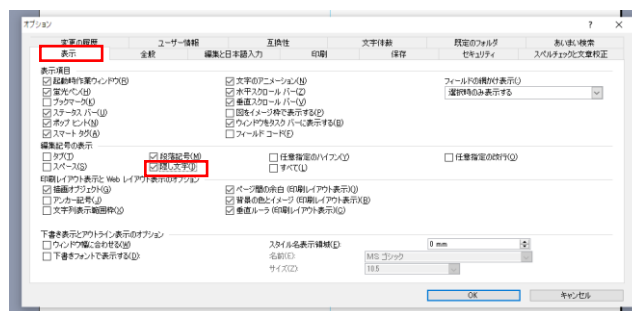 オプション ? ×
変更の履歴 ユーザー情報 互換性 文字体裁 既定のフォルダ あいまい検索
表示 全般 編集と日本語入力 印刷 保存 セキュリティ スペルチェックと文章校正
表示項目
起動時作業ウィンドウ(R) 文字のアニメーション(N) フィールドの網かけ表示()
蛍光ペン(H) 水平スクロール バー(Z) 選択時のみ表示する
ブックマーク(K) 垂直スクロール バー(V)
ステータス バー(U) 図をイメージ枠で表示する(P)
ポップ ヒント(N) ウィンドウをタスク バーに表示する(B)
スマート タグ(A) フィールド コード(F)
編集記号の表示
タブ(T) 段落記号(M) 任意指定のハイフン(Y) 任意指定の改行(O)
スペース(S) 隠し文字(I) すべて(L)
印刷レイアウト表示と Web レイアウト表示のオプション
描画オブジェクト(G) ページ間の余白 (印刷レイアウト表示)()
アンカー記号(J) 背景の色とイメージ (印刷レイアウト表示)(B)
文字列表示範囲枠(X) 垂直ルーラ (印刷レイアウト表示)(C)
下書き表示とアウトライン表示のオプション
ウィンドウ幅に合わせる(W) スタイル名表示領域(E): 0 mm
下書きフォントで表示する(D): 名前(E): MS ゴシック
サイズ(Z): 10.5
OK キャンセル